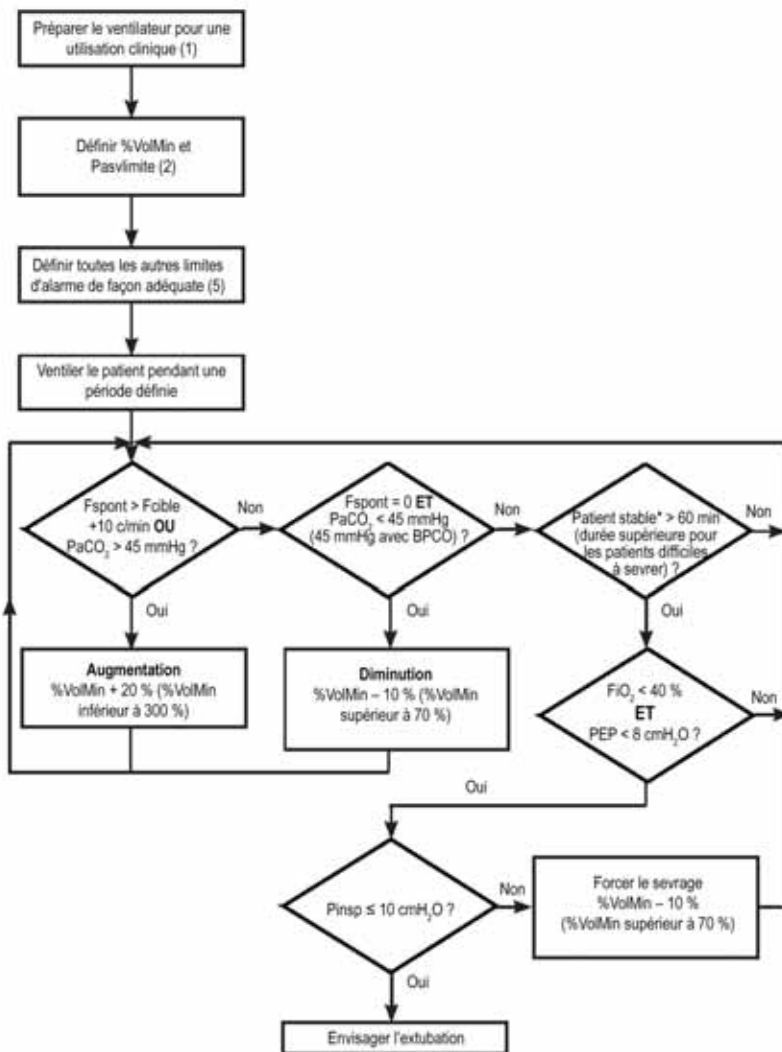 Préparer le ventilateur pour une
utilisation clinique (1)
Définir %VolMin et
Pasvlimite (2)
Définir toutes les autres limites
d'alarme de façon adéquate (5)
Ventiler le patient pendant une
période définie
Fspont > Fcible
+10 c/min OU
PaCO₂ > 45 mmHg ?
Non
Oui
Fspont = 0 ET
PaCO₂ < 45 mmHg
(45 mmHg avec BPCO) ?
Non
Oui
Patient stable* > 60 min
(durée supérieure pour
les patients difficiles
à sevrer) ?
Non
Oui
Augmentation
%VolMin + 20 % (%VolMin
inférieur à 300 %)
Diminution
%VolMin – 10 % (%VolMin
supérieur à 70 %)
FiO₂ < 40 %
ET
PEP < 8 cmH₂O ?
Non
Oui
Pinsp ≤ 10 cmH₂O ?
Non
Forcer le sevrage
%VolMin – 10 %
(%VolMin supérieur à 70 %)
Oui
Envisager l'extubation